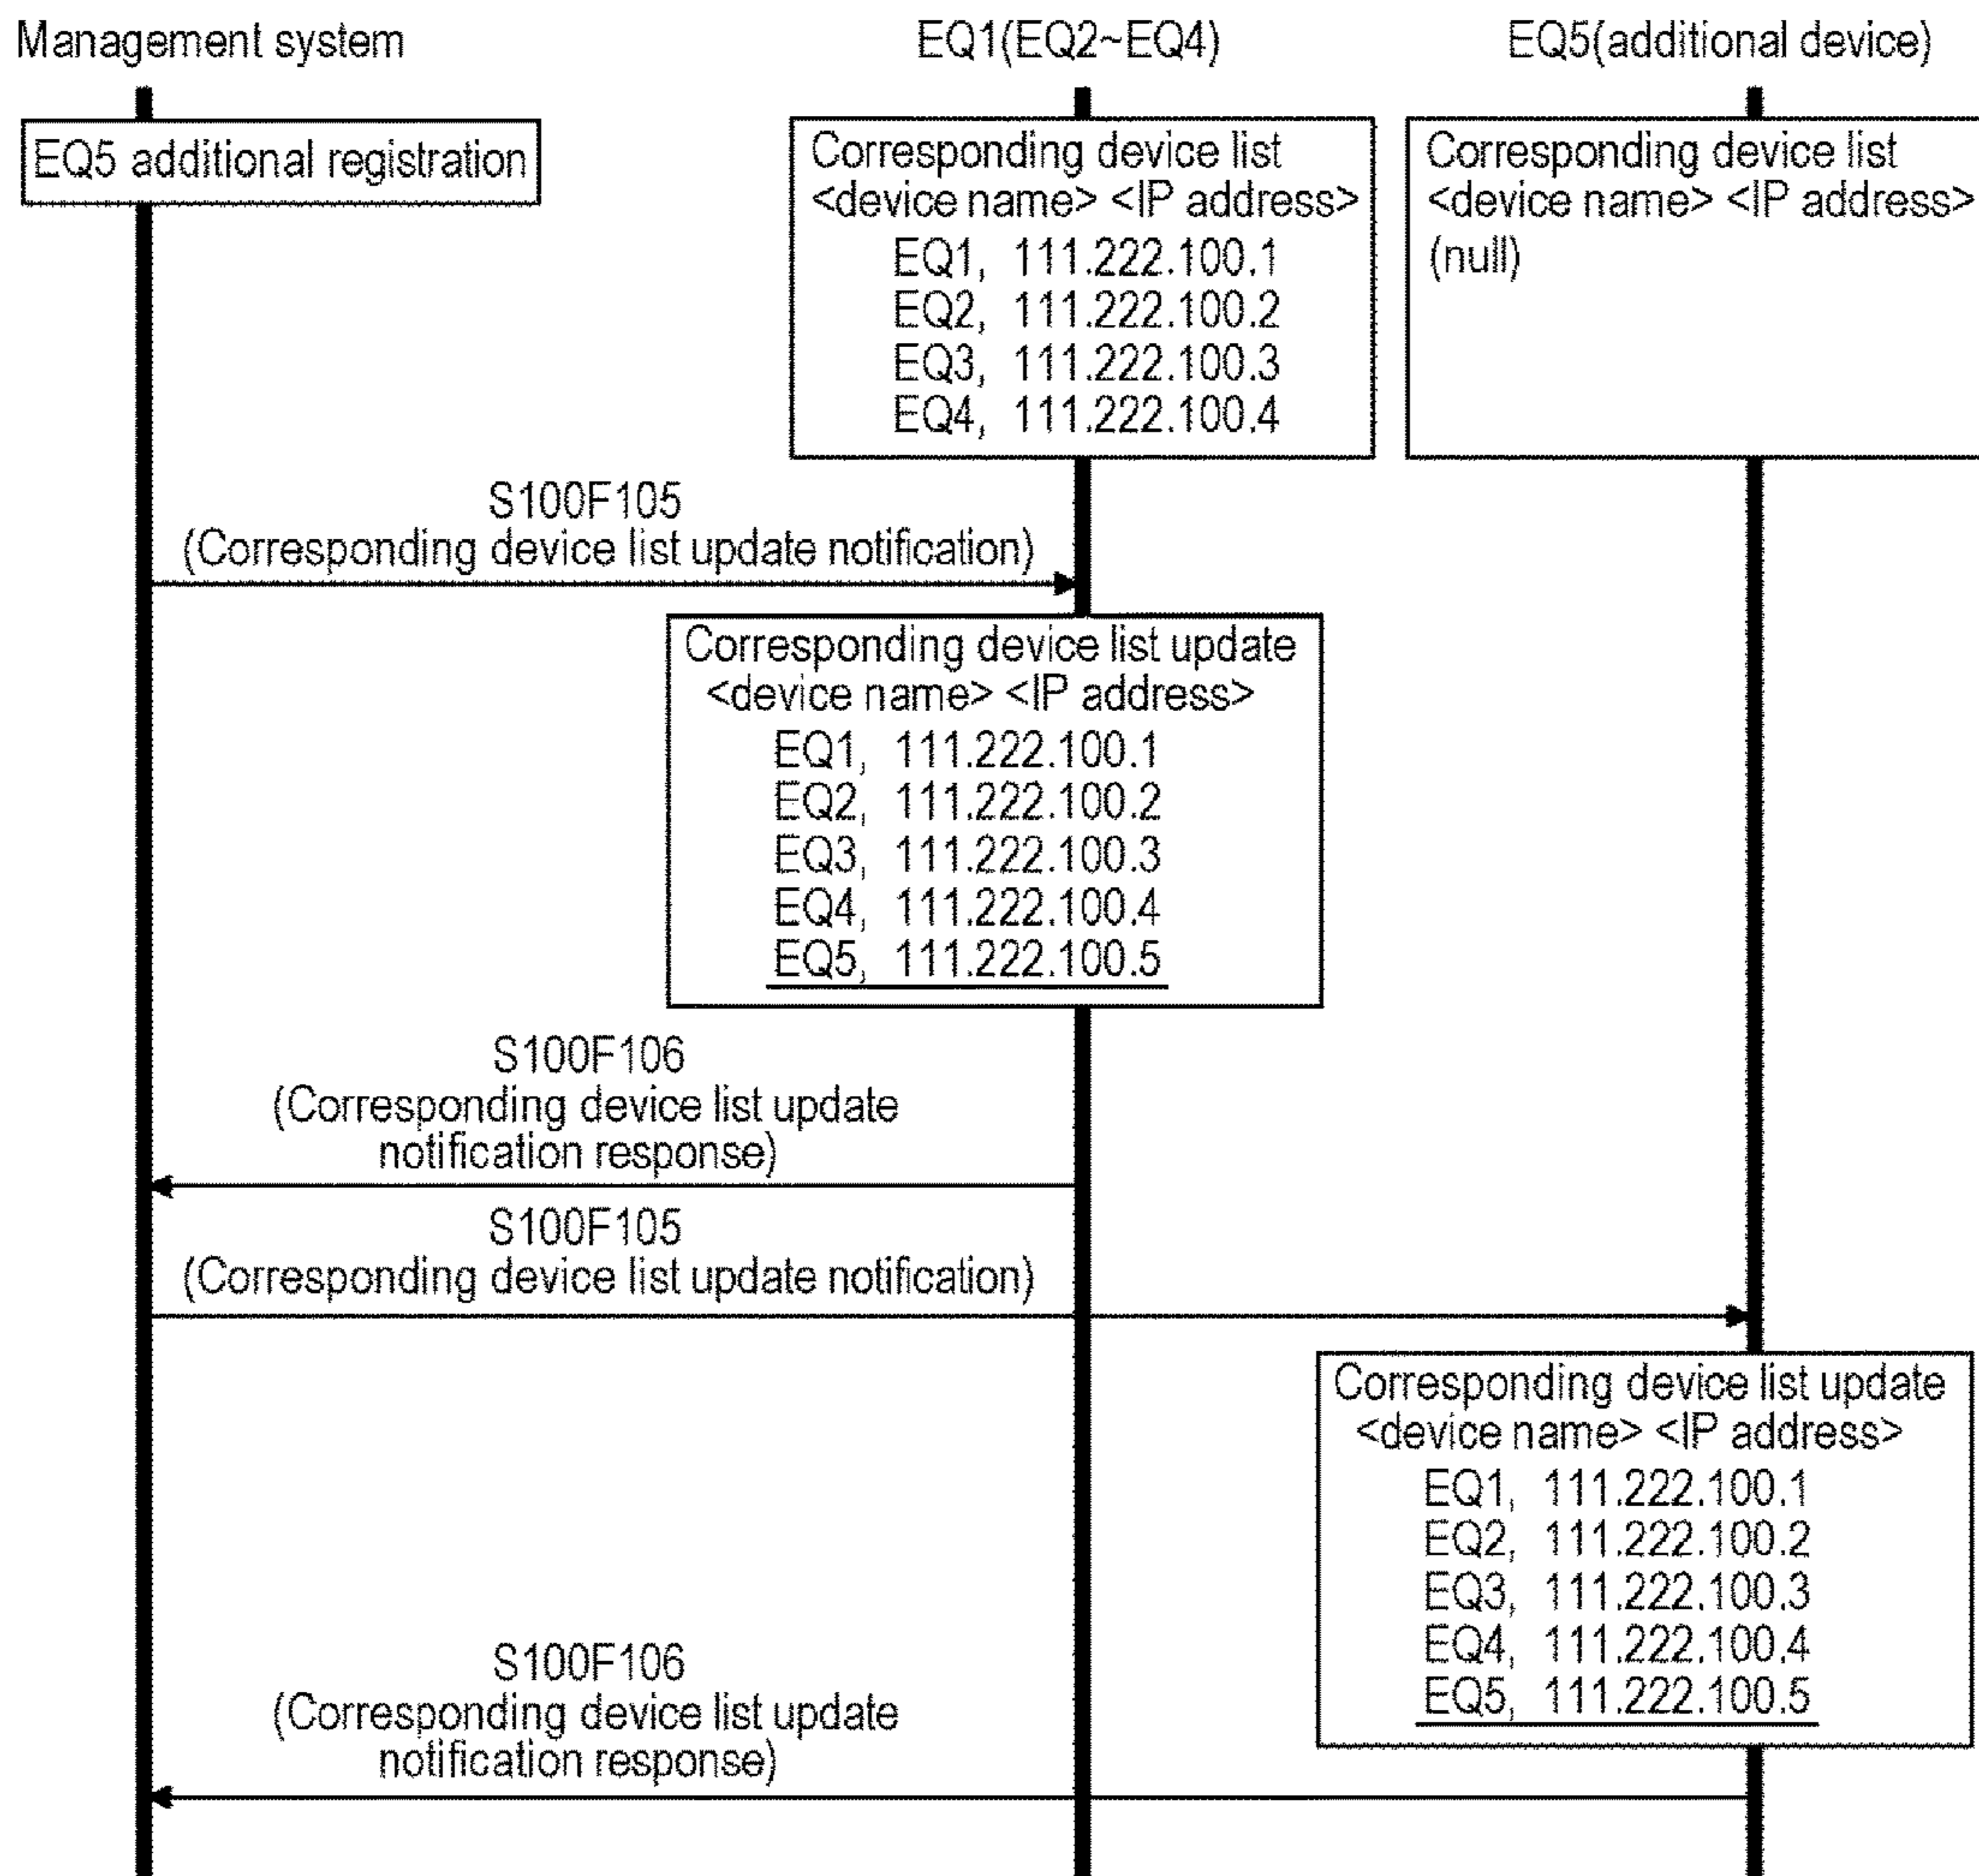 Management system
EQ1(EQ2~EQ4)
EQ5(additional device)
EQ5 additional registration
Corresponding device list
<device name> <IP address>
EQ1, 111.222.100.1
EQ2, 111.222.100.2
EQ3, 111.222.100.3
EQ4, 111.222.100.4
Corresponding device list
<device name> <IP address>
(null)
S100F105
(Corresponding device list update notification)
Corresponding device list update
<device name> <IP address>
EQ1, 111.222.100.1
EQ2, 111.222.100.2
EQ3, 111.222.100.3
EQ4, 111.222.100.4
EQ5, 111.222.100.5
S100F106
(Corresponding device list update
notification response)
S100F105
(Corresponding device list update notification)
Corresponding device list update
<device name> <IP address>
EQ1, 111.222.100.1
EQ2, 111.222.100.2
EQ3, 111.222.100.3
EQ4, 111.222.100.4
EQ5, 111.222.100.5
S100F106
(Corresponding device list update
notification response)